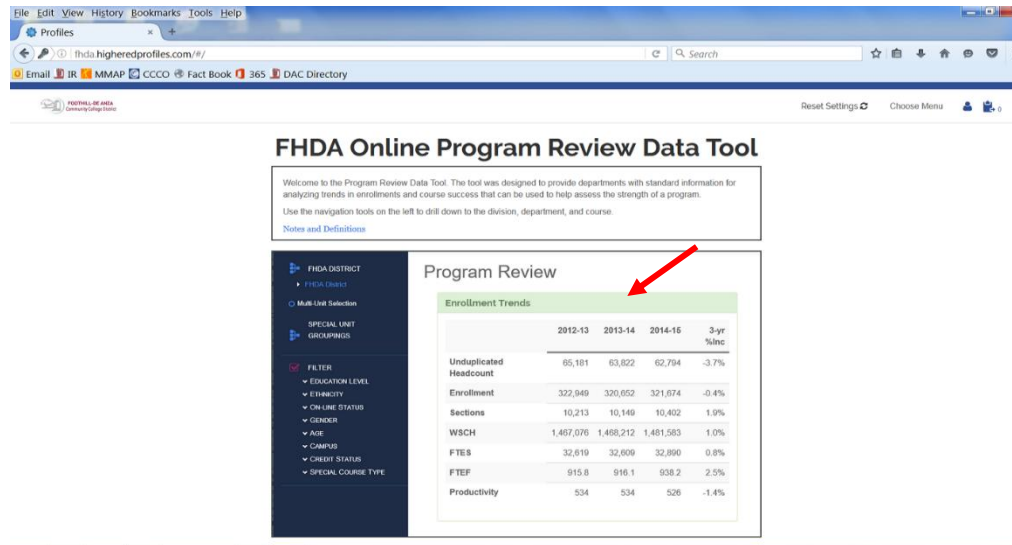 File Edit View History Bookmarks Tools Help
Profiles × +
fhda.higheredprofiles.com/#/ Search
Email IR MMAP CCCO Fact Book 365 DAC Directory
FOOTHILL-DE ANZA
Community College District
Reset Settings Choose Menu 0
FHDA Online Program Review Data Tool
Welcome to the Program Review Data Tool. The tool was designed to provide departments with standard information for
analyzing trends in enrollments and course success that can be used to help assess the strength of a program.
Use the navigation tools on the left to drill down to the division, department, and course.
Notes and Definitions
FHDA DISTRICT
FHDA District
Multi-Unit Selection
SPECIAL UNIT
GROUPINGS
FILTER
EDUCATION LEVEL
ETHNICITY
ON-LINE STATUS
GENDER
AGE
CAMPUS
CREDIT STATUS
SPECIAL COURSE TYPE
Program Review
Enrollment Trends
2012-13 2013-14 2014-15 3-yr
%Inc
Unduplicated
Headcount 65,181 63,822 62,794 -3.7%
Enrollment 322,949 320,652 321,674 -0.4%
Sections 10,213 10,149 10,402 1.9%
WSCH 1,467,076 1,468,212 1,481,583 1.0%
FTES 32,619 32,609 32,890 0.8%
FTEF 915.8 916.1 938.2 2.5%
Productivity 534 534 526 -1.4%